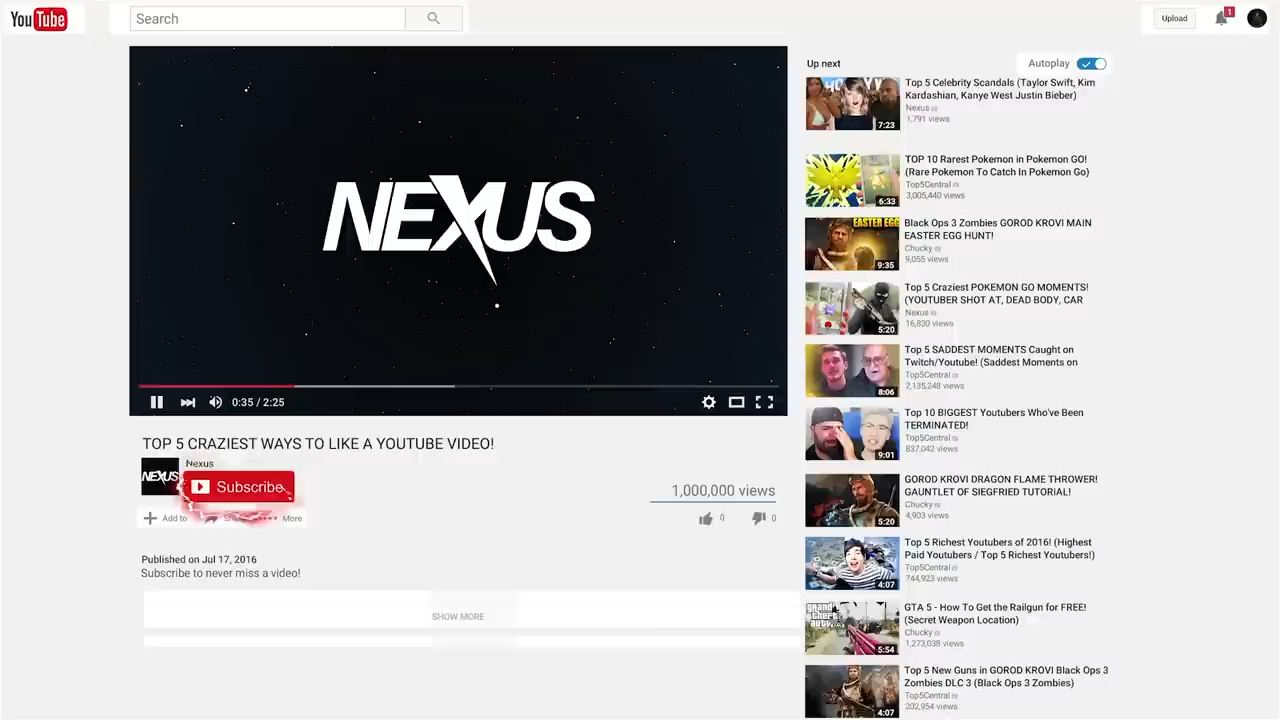 YouTube
Search
Upload
1
NEXUS
0:35 / 2:25
TOP 5 CRAZIEST WAYS TO LIKE A YOUTUBE VIDEO!
NEXUS
Nexus
Subscribe
1,000,000 views
Add to
More
0
0
Published on Jul 17, 2016
Subscribe to never miss a video!
SHOW MORE
Up next
Autoplay
7:23
Top 5 Celebrity Scandals (Taylor Swift, Kim
Kardashian, Kanye West Justin Bieber)
Nexus
1,791 views
6:33
TOP 10 Rarest Pokemon in Pokemon GO!
(Rare Pokemon To Catch In Pokemon Go)
Top5Central
3,005,440 views
EASTER EGG
9:35
Black Ops 3 Zombies GOROD KROVI MAIN
EASTER EGG HUNT!
Chucky
9,055 views
5:20
Top 5 Craziest POKEMON GO MOMENTS!
(YOUTUBER SHOT AT, DEAD BODY, CAR
Nexus
16,830 views
8:06
Top 5 SADDEST MOMENTS Caught on
Twitch/Youtube! (Saddest Moments on
Top5Central
2,135,248 views
9:01
Top 10 BIGGEST Youtubers Who've Been
TERMINATED!
Top5Central
837,042 views
5:20
GOROD KROVI DRAGON FLAME THROWER!
GAUNTLET OF SIEGFRIED TUTORIAL!
Chucky
4,903 views
4:07
Top 5 Richest Youtubers of 2016! (Highest
Paid Youtubers / Top 5 Richest Youtubers!)
Top5Central
744,923 views
grand
theft
auto
5:54
GTA 5 - How To Get the Railgun for FREE!
(Secret Weapon Location)
Chucky
1,273,038 views
4:07
Top 5 New Guns in GOROD KROVI Black Ops 3
Zombies DLC 3 (Black Ops 3 Zombies)
Top5Central
202,954 views